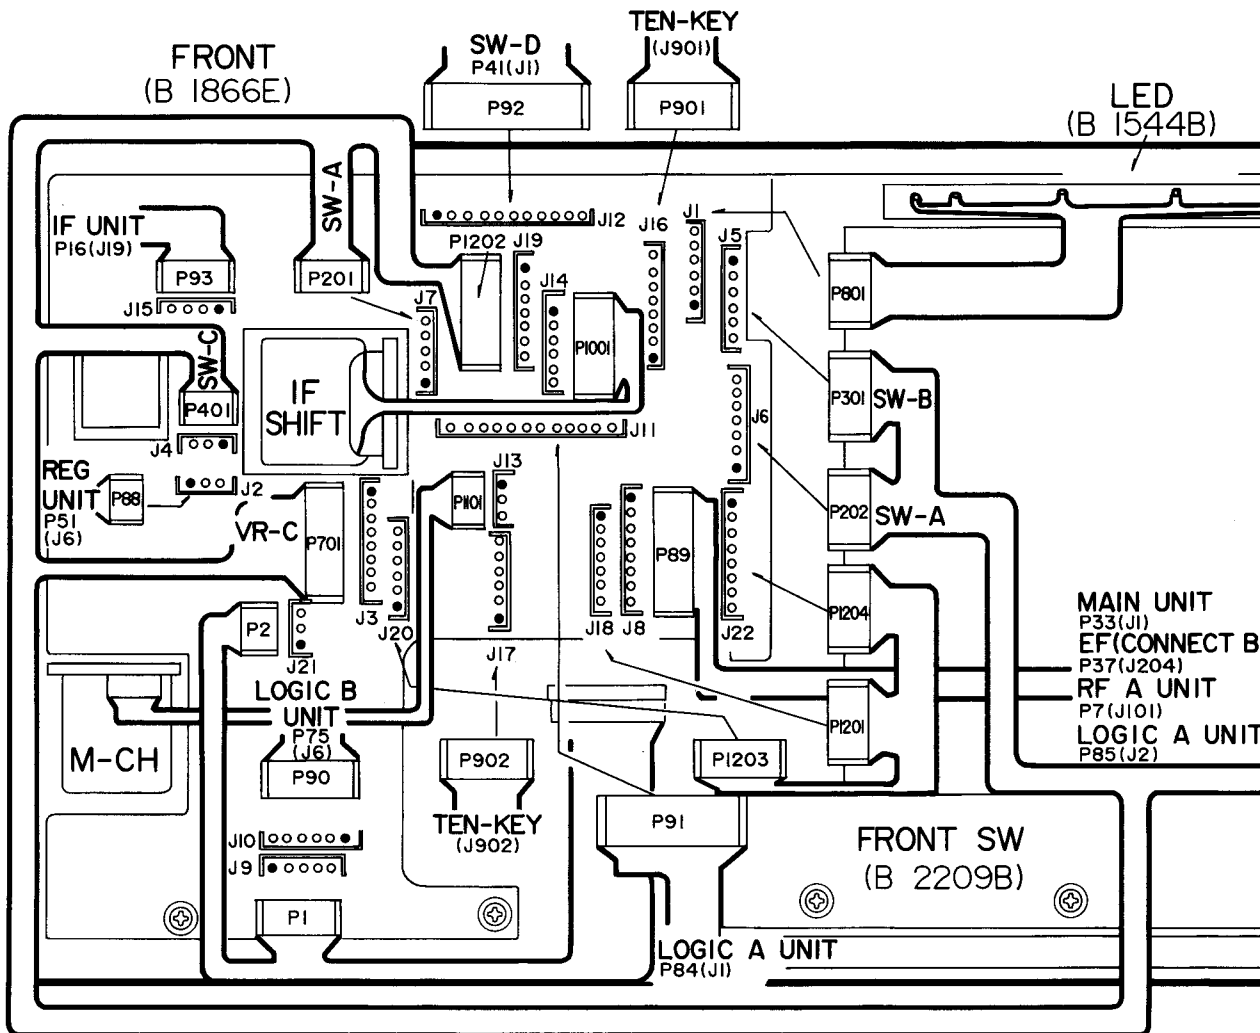 TEN-KEY
(J901)
SW-D
P41(J1)
FRONT
(B 1866E)
P92
P901
LED
(B 1544B)
SW-A
J12
J1
J16
IF UNIT
P16(J19)
P1202
J19
J5
P93
P201
J14
P801
J15
J7
P1001
SW-C
IF
SHIFT
P301
SW-B
P401
J6
J4
J11
REG
UNIT
P51
(J6)
P88
J2
J13
P1101
VR-C
P202
SW-A
P701
P89
P1204
J3
P2
J20
J18
J8
J22
MAIN UNIT
P33(J1)
EF(CONNECT B
P37(J204)
RF A UNIT
P7(J101)
LOGIC A UNIT
P85(J2)
J21
J17
LOGIC B
UNIT
P75
(J6)
P1201
M-CH
P90
P902
P1203
TEN-KEY
(J902)
P91
FRONT SW
(B 2209B)
J10
J9
P1
LOGIC A UNIT
P84(J1)